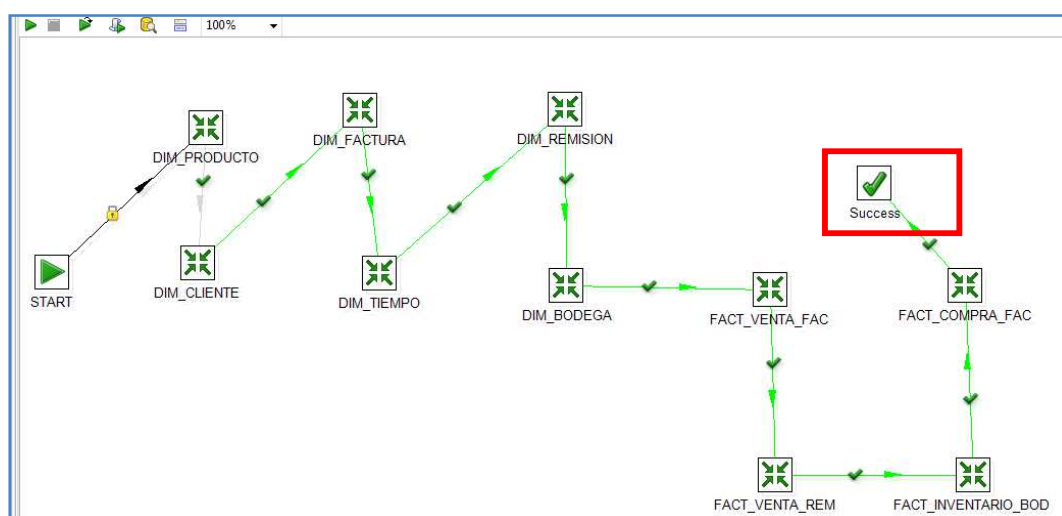 100%
START
DIM_PRODUCTO
DIM_CLIENTE
DIM_FACTURA
DIM_TIEMPO
DIM_REMISION
DIM_BODEGA
FACT_VENTA_FAC
FACT_VENTA_REM
FACT_INVENTARIO_BOD
FACT_COMPRA_FAC
Success